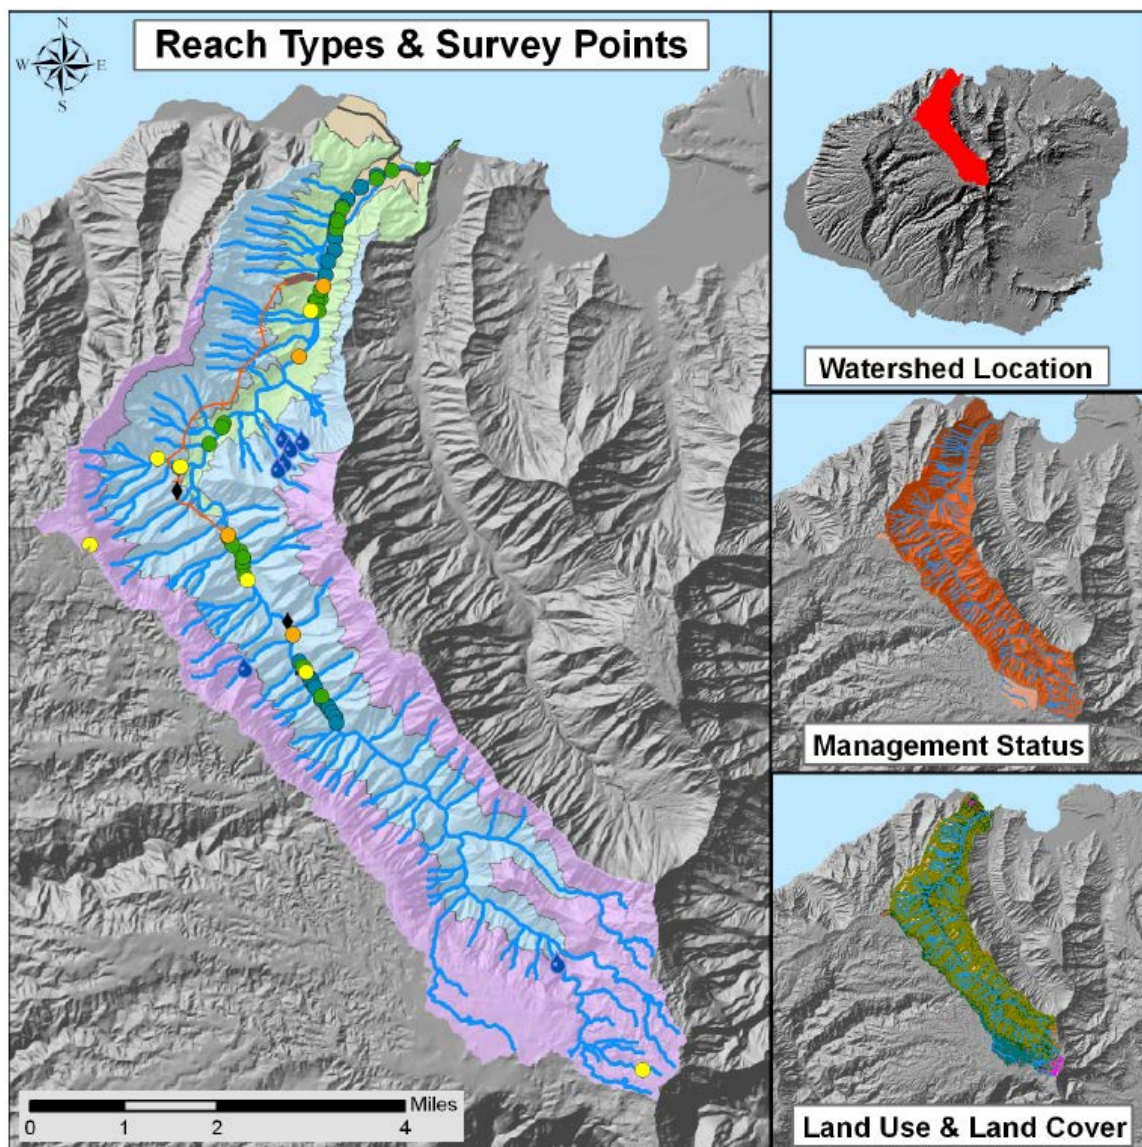 Reach Types & Survey Points
N
W E
S
Watershed Location
Management Status
Land Use & Land Cover
Miles
0 1 2 4